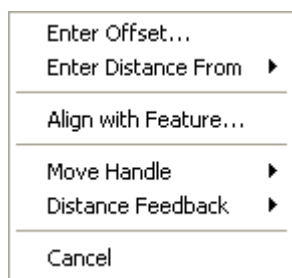 Enter Offset...
Enter Distance From
Align with Feature...
Move Handle
Distance Feedback
Cancel